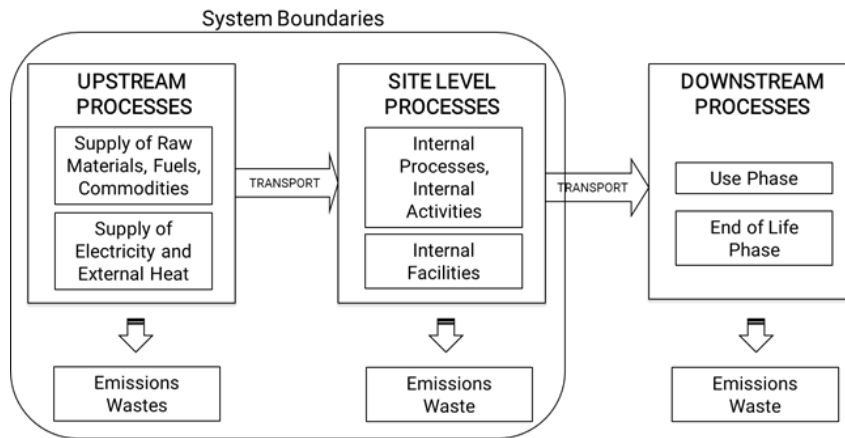 System Boundaries
UPSTREAM
PROCESSES
Supply of Raw
Materials, Fuels,
Commodities
Supply of
Electricity and
External Heat
TRANSPORT
SITE LEVEL
PROCESSES
Internal
Processes,
Internal
Activities
Internal
Facilities
TRANSPORT
DOWNSTREAM
PROCESSES
Use Phase
End of Life
Phase
Emissions
Wastes
Emissions
Waste
Emissions
Waste